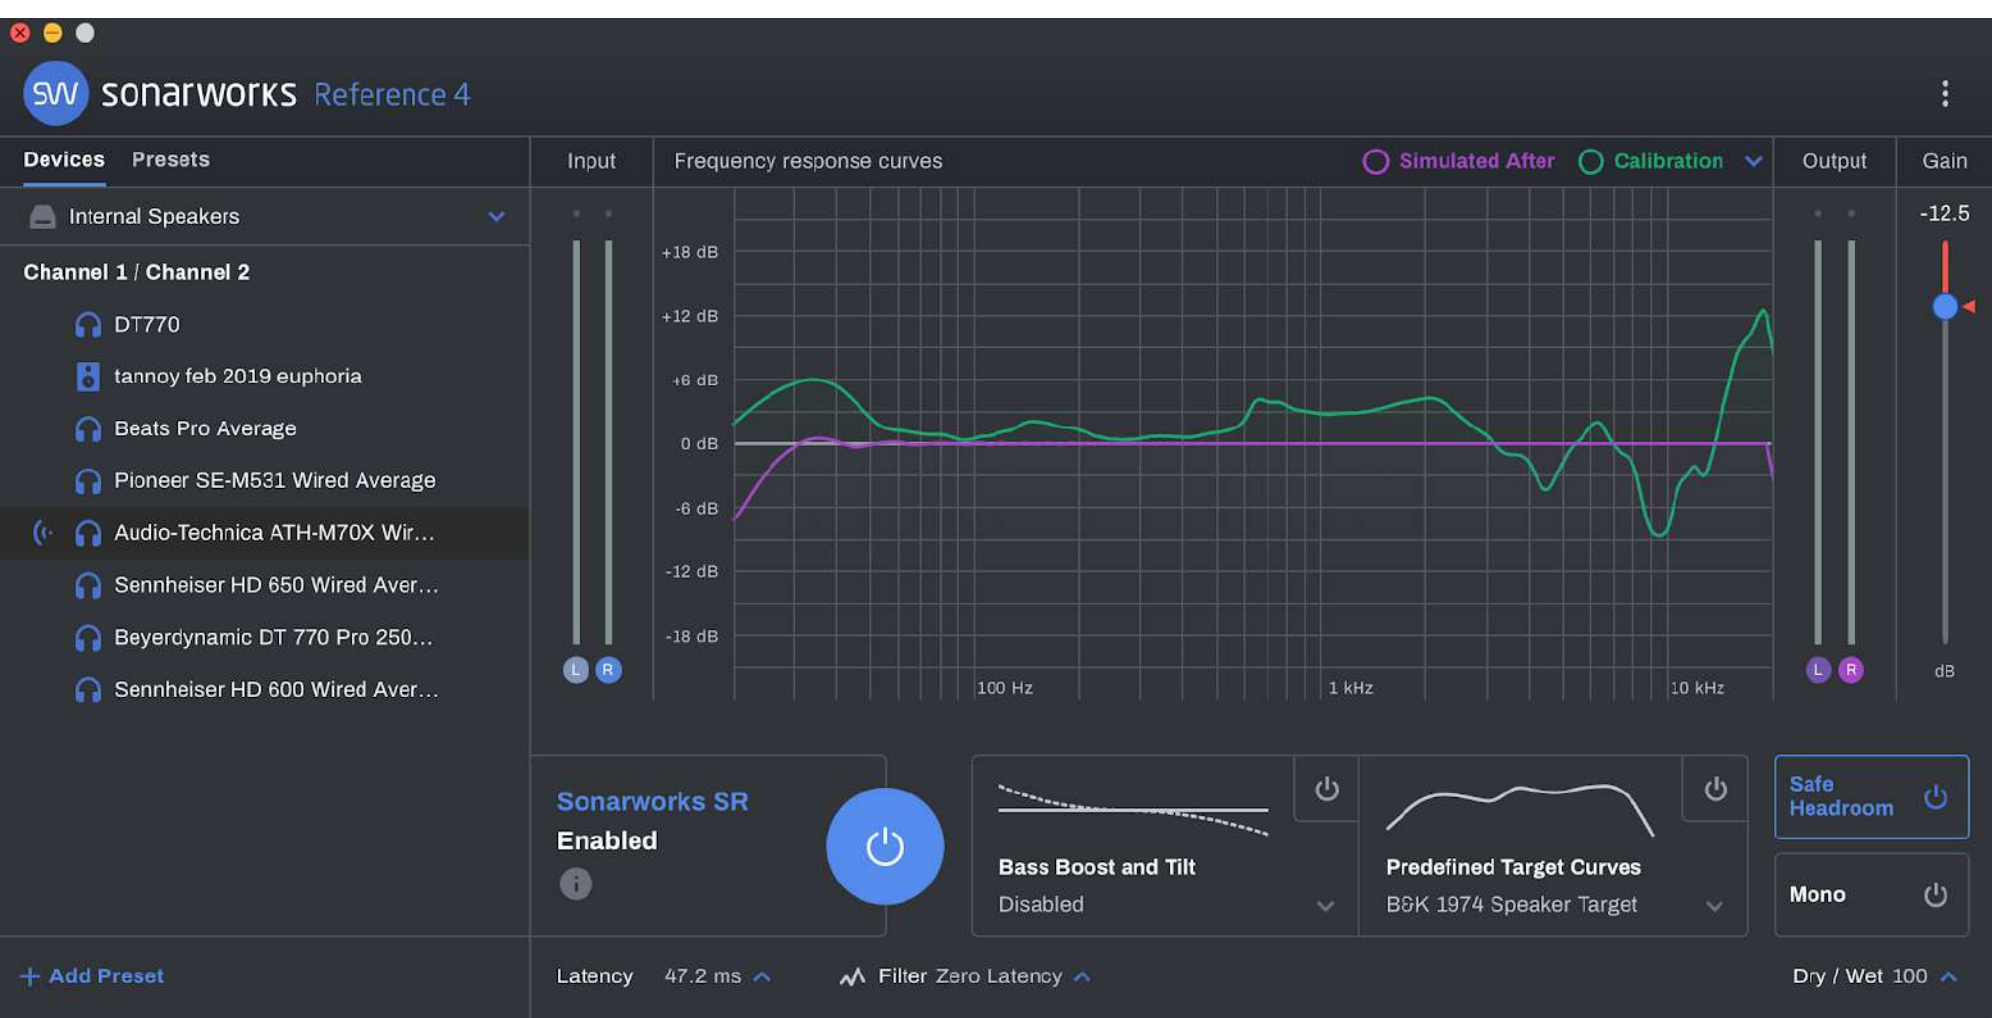 SW sonarworks Reference 4
Devices Presets
Input
Frequency response curves
Simulated After
Calibration
Output
Gain
Internal Speakers
Channel 1 / Channel 2
DT770
tannoy feb 2019 euphoria
Beats Pro Average
Pioneer SE-M531 Wired Average
Audio-Technica ATH-M70X Wir...
Sennheiser HD 650 Wired Aver...
Beyerdynamic DT 770 Pro 250...
Sennheiser HD 600 Wired Aver...
+18 dB
+12 dB
+6 dB
0 dB
-6 dB
-12 dB
-18 dB
100 Hz
1 kHz
10 kHz
L R
L R
-12.5
dB
Sonarworks SR
Enabled
i
Bass Boost and Tilt
Disabled
Predefined Target Curves
B&K 1974 Speaker Target
Safe
Headroom
Mono
+ Add Preset
Latency 47.2 ms
Filter Zero Latency
Dry / Wet 100